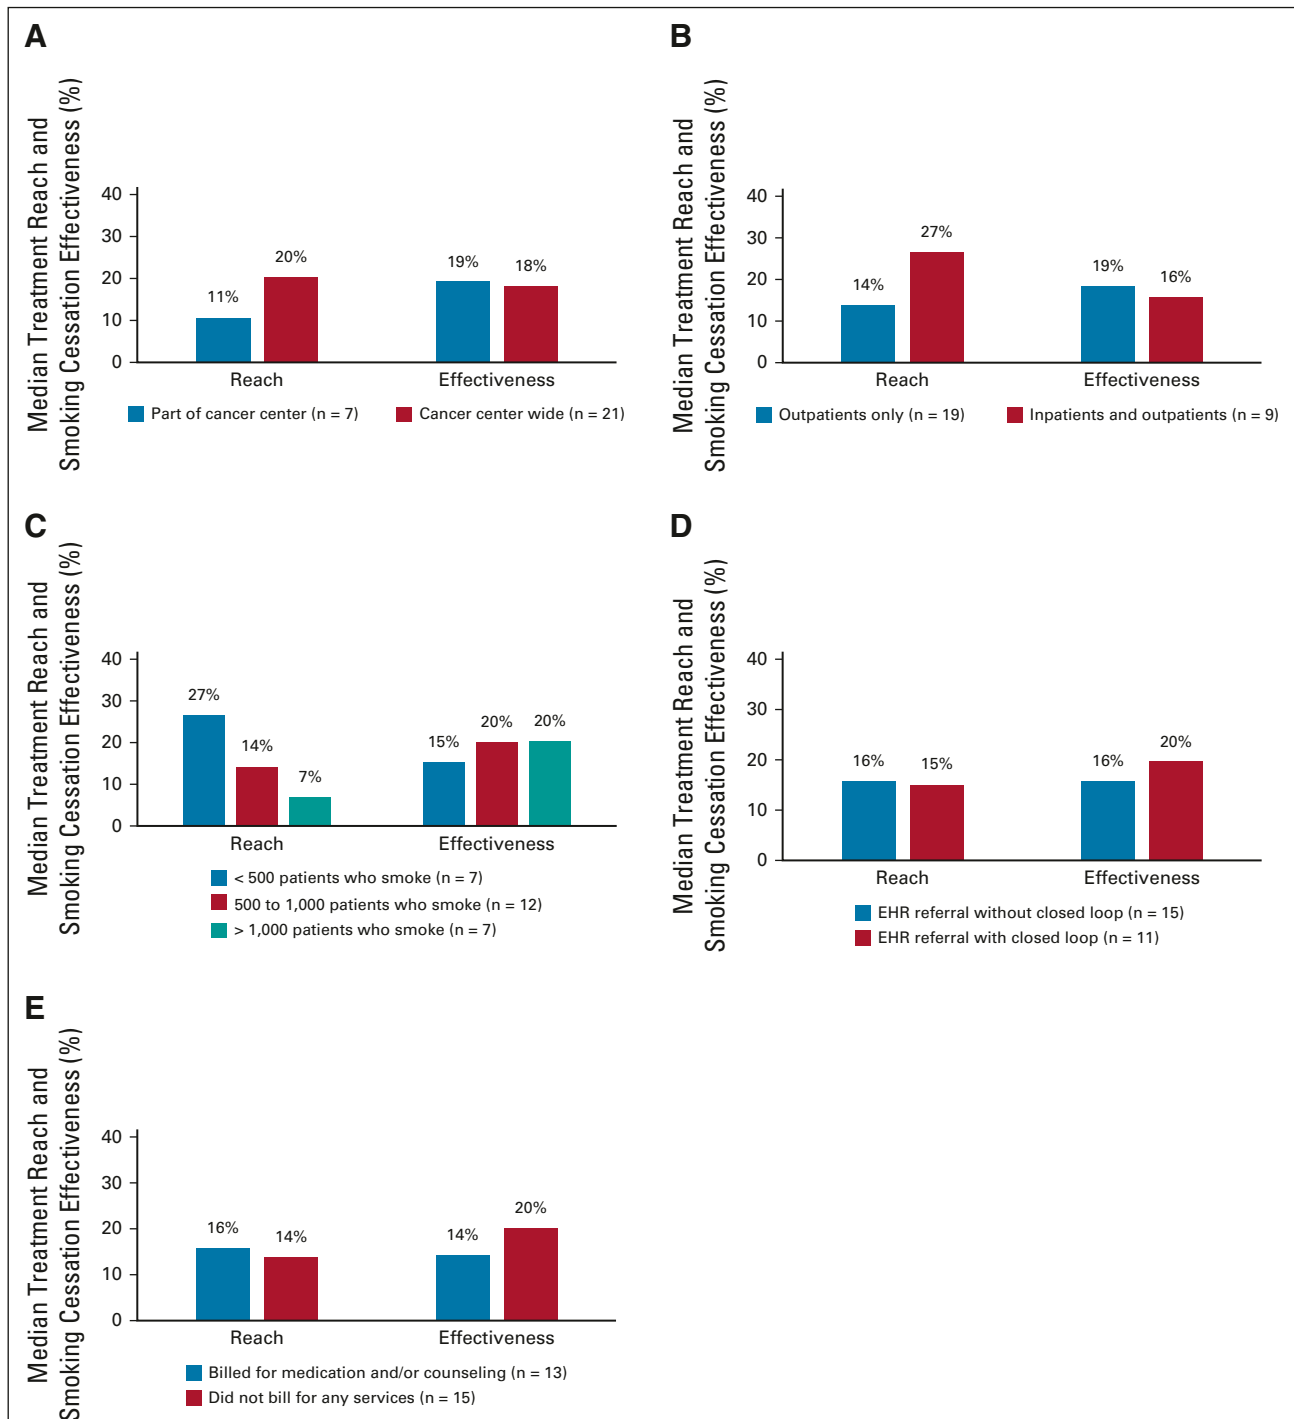 A
Median Treatment Reach and
Smoking Cessation Effectiveness (%)
40
30
20
10
0
11%
20%
19%
18%
Reach
Effectiveness
Part of cancer center (n = 7)
Cancer center wide (n = 21)
B
Median Treatment Reach and
Smoking Cessation Effectiveness (%)
40
30
20
10
0
14%
27%
19%
16%
Reach
Effectiveness
Outpatients only (n = 19)
Inpatients and outpatients (n = 9)
C
Median Treatment Reach and
Smoking Cessation Effectiveness (%)
40
30
20
10
0
27%
14%
7%
15%
20%
20%
Reach
Effectiveness
< 500 patients who smoke (n = 7)
500 to 1,000 patients who smoke (n = 12)
> 1,000 patients who smoke (n = 7)
D
Median Treatment Reach and
Smoking Cessation Effectiveness (%)
40
30
20
10
0
16%
15%
16%
20%
Reach
Effectiveness
EHR referral without closed loop (n = 15)
EHR referral with closed loop (n = 11)
E
Median Treatment Reach and
Smoking Cessation Effectiveness (%)
40
30
20
10
0
16%
14%
14%
20%
Reach
Effectiveness
Billed for medication and/or counseling (n = 13)
Did not bill for any services (n = 15)